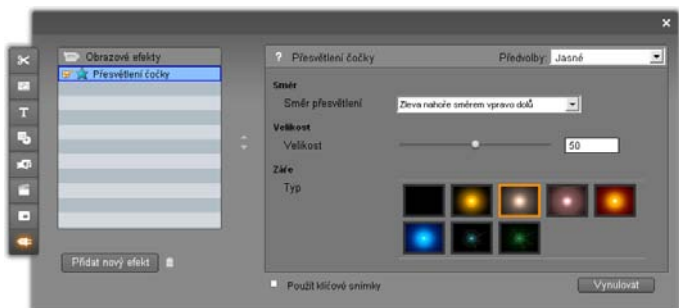 Obrazové efekty
Přesvětlení čočky
? Přesvětlení čočky
Předvolby: Jasné
Směr
Směr přesvětlení Zleva nahoře směrem vpravo dolů
Velikost
Velikost 50
Záře
Typ
Přidat nový efekt
Použít klíčové snímky
Vynulovat